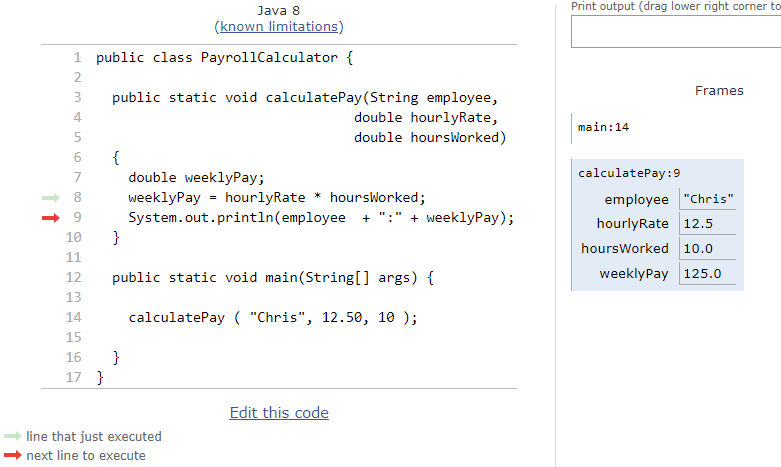 Java 8
(known limitations)
1 public class PayrollCalculator {
2
3 public static void calculatePay(String employee,
4 double hourlyRate,
5 double hoursWorked)
6 {
7 double weeklyPay;
8 weeklyPay = hourlyRate * hoursWorked;
9 System.out.println(employee  + ":" + weeklyPay);
10 }
11
12 public static void main(String[] args) {
13
14 calculatePay ( "Chris", 12.50, 10 );
15
16 }
17 }
Edit this code
line that just executed
next line to execute
Print output (drag lower right corner to
Frames
main:14
calculatePay:9
employee "Chris"
hourlyRate 12.5
hoursWorked 10.0
weeklyPay 125.0